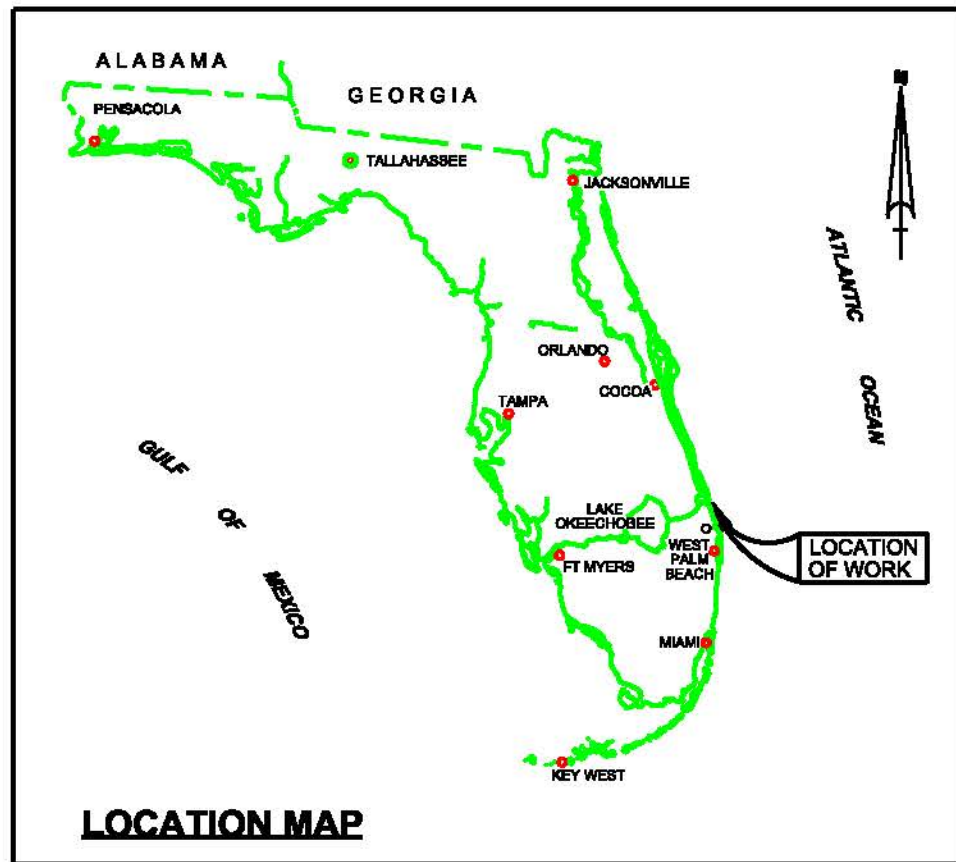 ALABAMA
GEORGIA
N
PENSACOLA
TALLAHASSEE
JACKSONVILLE
ATLANTIC
OCEAN
ORLANDO
COCOA
TAMPA
GULF
OF
MEXICO
LAKE
OKEECHOBEE
WEST
PALM
BEACH
LOCATION
OF WORK
FT MYERS
MIAMI
KEY WEST
LOCATION MAP